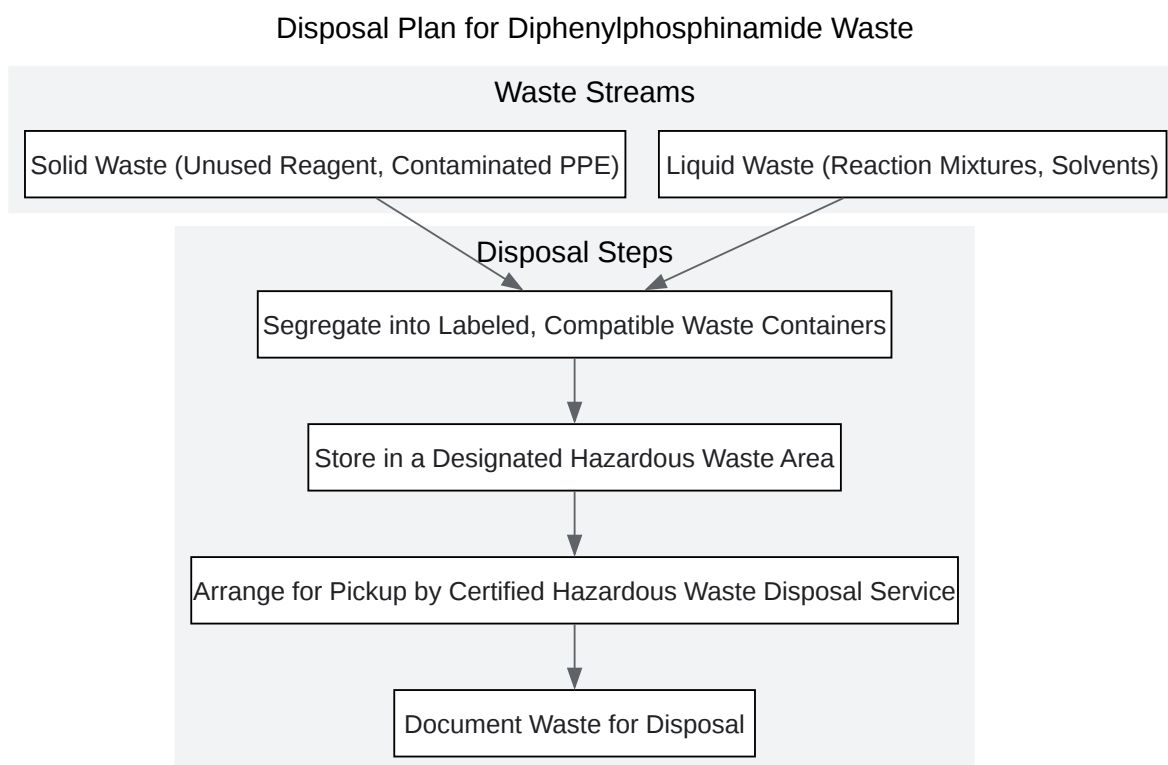 Disposal Plan for Diphenylphosphinamide Waste
Waste Streams
Solid Waste (Unused Reagent, Contaminated PPE)
Liquid Waste (Reaction Mixtures, Solvents)
Disposal Steps
Segregate into Labeled, Compatible Waste Containers
Store in a Designated Hazardous Waste Area
Arrange for Pickup by Certified Hazardous Waste Disposal Service
Document Waste for Disposal